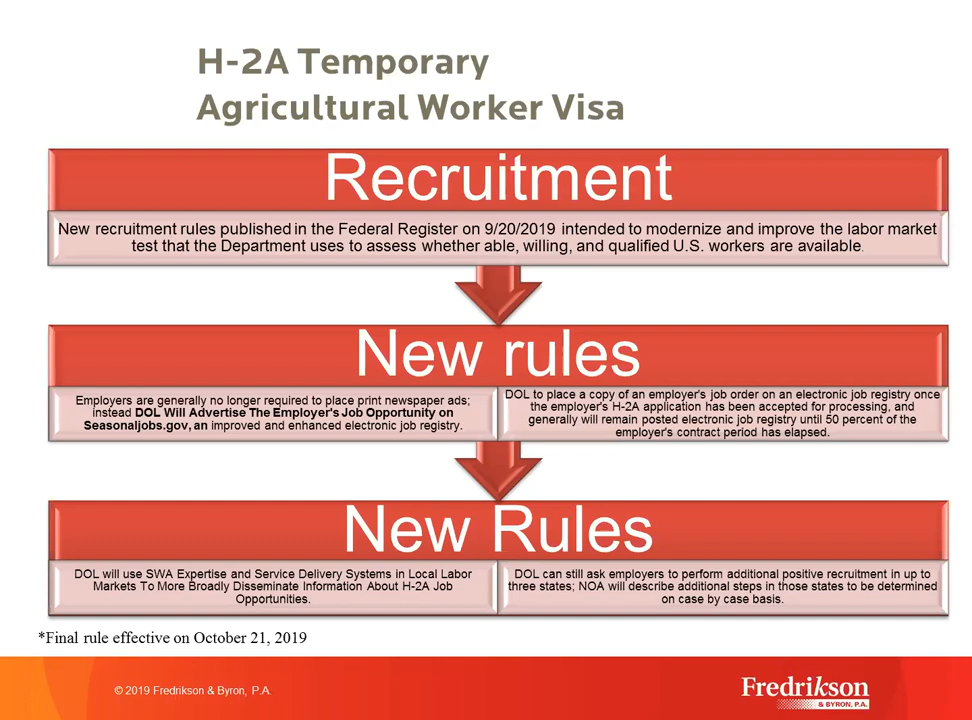 H-2A Temporary
Agricultural Worker Visa
Recruitment
New recruitment rules published in the Federal Register on 9/20/2019 intended to modernize and improve the labor market
test that the Department uses to assess whether able, willing, and qualified U.S. workers are available.
New rules
Employers are generally no longer required to place print newspaper ads;
instead DOL Will Advertise The Employer's Job Opportunity on
Seasonaljobs.gov, an improved and enhanced electronic job registry.
DOL to place a copy of an employer's job order on an electronic job registry once
the employer's H-2A application has been accepted for processing, and
generally will remain posted electronic job registry until 50 percent of the
employer's contract period has elapsed.
New Rules
DOL will use SWA Expertise and Service Delivery Systems in Local Labor
Markets To More Broadly Disseminate Information About H-2A Job
Opportunities.
DOL can still ask employers to perform additional positive recruitment in up to
three states; NOA will describe additional steps in those states to be determined
on case by case basis.
*Final rule effective on October 21, 2019
© 2019 Fredrikson & Byron, P.A.
Fredrikson
& BYRON, P.A.